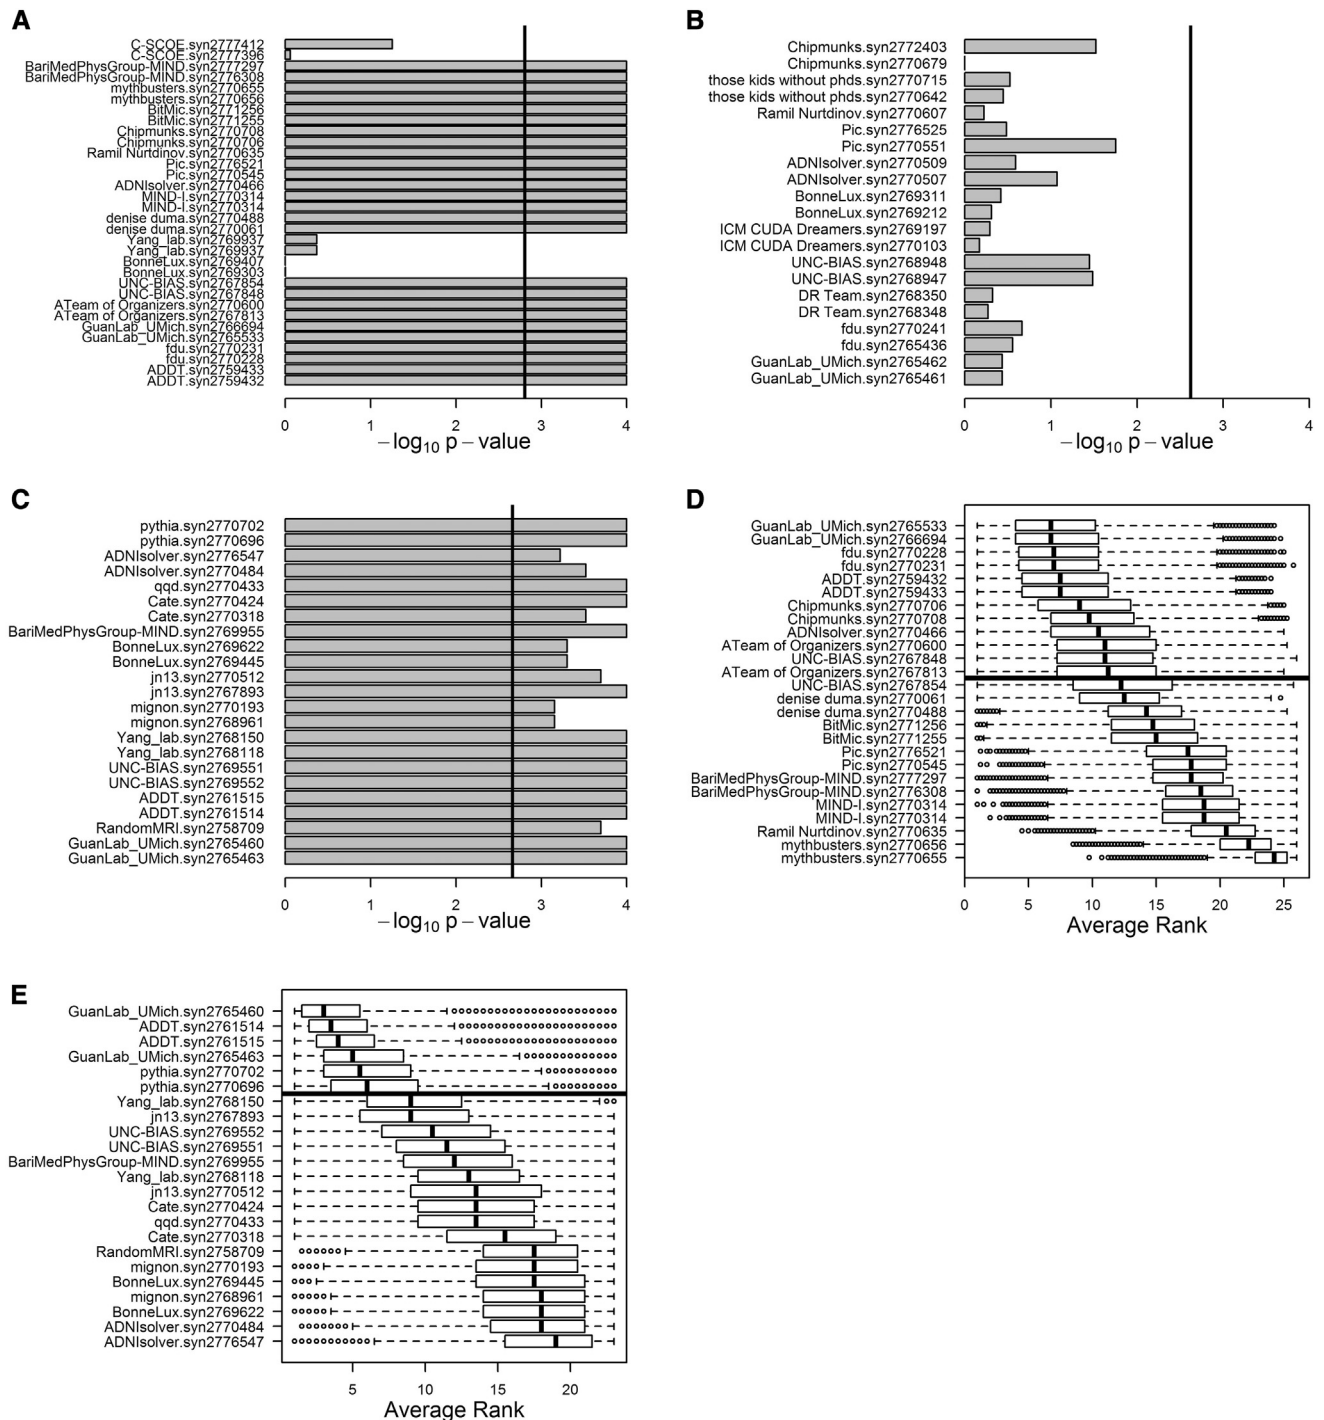 A
C-SCOE.syn2777412
C-SCOE.syn2777396
BariMedPhysGroup-MIND.syn2777297
BariMedPhysGroup-MIND.syn2776308
mythbusters.syn2770655
mythbusters.syn2770656
BitMic.syn2771256
BitMic.syn2771255
Chipmunks.syn2770708
Chipmunks.syn2770706
Ramil Nurtdinov.syn2770635
Pic.syn2776521
Pic.syn2770545
ADNIsolver.syn2770466
MIND-I.syn2770314
MIND-I.syn2770314
denise duma.syn2770488
denise duma.syn2770061
Yang_lab.syn2769937
Yang_lab.syn2769937
BonneLux.syn2769407
BonneLux.syn2769303
UNC-BIAS.syn2767854
UNC-BIAS.syn2767848
ATeam of Organizers.syn2770600
ATeam of Organizers.syn2767813
GuanLab_UMich.syn2766694
GuanLab_UMich.syn2765533
fdu.syn2770231
fdu.syn2770228
ADDT.syn2759433
ADDT.syn2759432
0 1 2 3 4
−log10 p−value
B
Chipmunks.syn2772403
Chipmunks.syn2770679
those kids without phds.syn2770715
those kids without phds.syn2770642
Ramil Nurtdinov.syn2770607
Pic.syn2776525
Pic.syn2770551
ADNIsolver.syn2770509
ADNIsolver.syn2770507
BonneLux.syn2769311
BonneLux.syn2769212
ICM CUDA Dreamers.syn2769197
ICM CUDA Dreamers.syn2770103
UNC-BIAS.syn2768948
UNC-BIAS.syn2768947
DR Team.syn2768350
DR Team.syn2768348
fdu.syn2770241
fdu.syn2765436
GuanLab_UMich.syn2765462
GuanLab_UMich.syn2765461
0 1 2 3 4
−log10 p−value
C
pythia.syn2770702
pythia.syn2770696
ADNIsolver.syn2776547
ADNIsolver.syn2770484
qqd.syn2770433
Cate.syn2770424
Cate.syn2770318
BariMedPhysGroup-MIND.syn2769955
BonneLux.syn2769622
BonneLux.syn2769445
jn13.syn2770512
jn13.syn2767893
mignon.syn2770193
mignon.syn2768961
Yang_lab.syn2768150
Yang_lab.syn2768118
UNC-BIAS.syn2769551
UNC-BIAS.syn2769552
ADDT.syn2761515
ADDT.syn2761514
RandomMRI.syn2758709
GuanLab_UMich.syn2765460
GuanLab_UMich.syn2765463
0 1 2 3 4
−log10 p−value
D
GuanLab_UMich.syn2765533
GuanLab_UMich.syn2766694
fdu.syn2770228
fdu.syn2770231
ADDT.syn2759432
ADDT.syn2759433
Chipmunks.syn2770706
Chipmunks.syn2770708
ADNIsolver.syn2770466
ATeam of Organizers.syn2770600
UNC-BIAS.syn2767848
ATeam of Organizers.syn2767813
UNC-BIAS.syn2767854
denise duma.syn2770061
denise duma.syn2770488
BitMic.syn2771256
BitMic.syn2771255
Pic.syn2776521
Pic.syn2770545
BariMedPhysGroup-MIND.syn2777297
BariMedPhysGroup-MIND.syn2776308
MIND-I.syn2770314
MIND-I.syn2770314
Ramil Nurtdinov.syn2770635
mythbusters.syn2770656
mythbusters.syn2770655
0 5 10 15 20 25
Average Rank
E
GuanLab_UMich.syn2765460
ADDT.syn2761514
ADDT.syn2761515
GuanLab_UMich.syn2765463
pythia.syn2770702
pythia.syn2770696
Yang_lab.syn2768150
jn13.syn2767893
UNC-BIAS.syn2769552
UNC-BIAS.syn2769551
BariMedPhysGroup-MIND.syn2769955
Yang_lab.syn2768118
jn13.syn2770512
Cate.syn2770424
qqd.syn2770433
Cate.syn2770318
RandomMRI.syn2758709
mignon.syn2770193
BonneLux.syn2769445
mignon.syn2768961
BonneLux.syn2769622
ADNIsolver.syn2770484
ADNIsolver.syn2776547
5 10 15 20
Average Rank